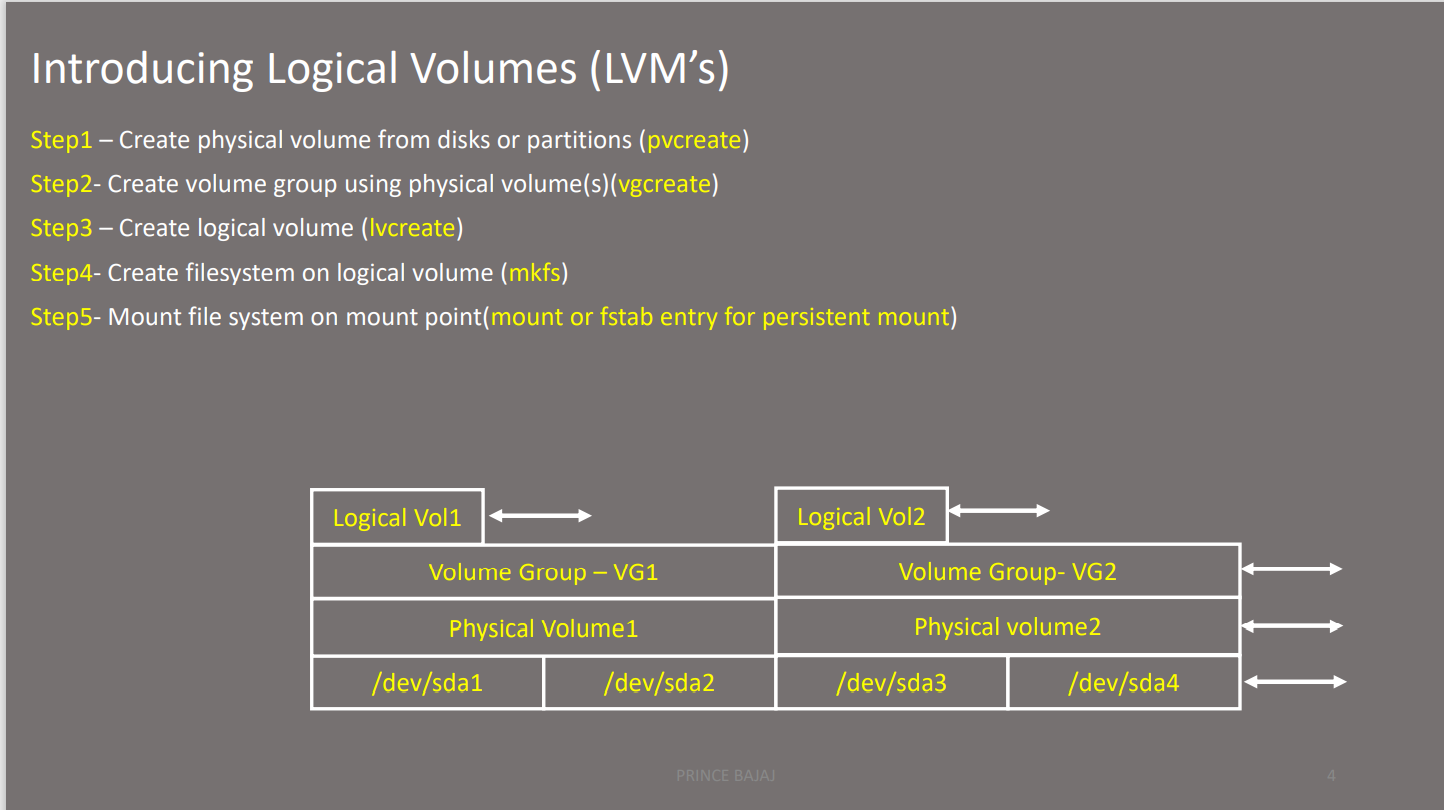 Introducing Logical Volumes (LVM’s)
Step1 – Create physical volume from disks or partitions (pvcreate)
Step2- Create volume group using physical volume(s)(vgcreate)
Step3 – Create logical volume (lvcreate)
Step4- Create filesystem on logical volume (mkfs)
Step5- Mount file system on mount point(mount or fstab entry for persistent mount)
Logical Vol1
Logical Vol2
Volume Group – VG1
Volume Group- VG2
Physical Volume1
Physical volume2
/dev/sda1
/dev/sda2
/dev/sda3
/dev/sda4
PRINCE BAJAJ
4